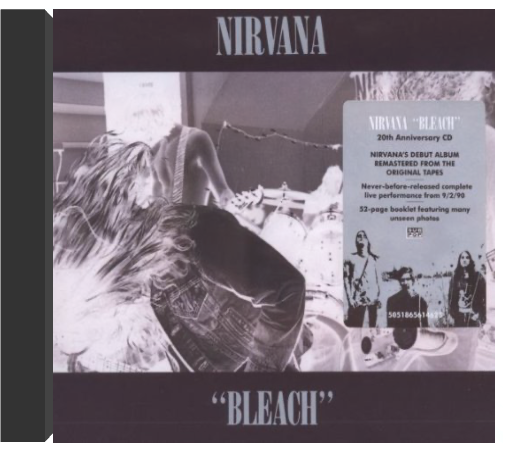 NIRVANA
NIRVANA "BLEACH"
20th Anniversary CD
NIRVANA'S DEBUT ALBUM
REMASTERED FROM THE
ORIGINAL TAPES
Never-before-released complete
live performance from 9/2/90
52-page booklet featuring many
unseen photos
"BLEACH"